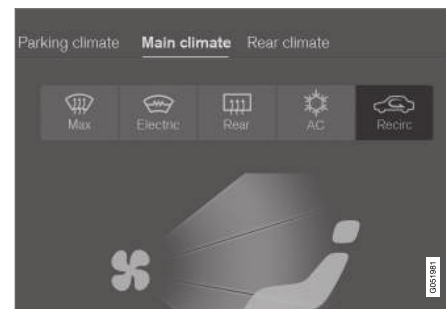 Parking climate Main climate Rear climate
Max Electric Rear AC Recirc
G051981